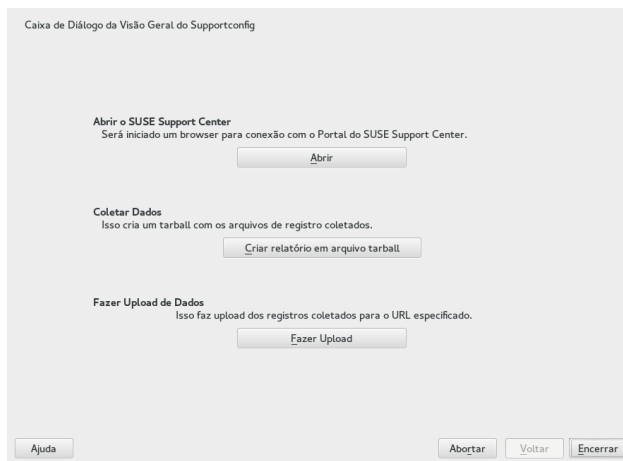 Caixa de Diálogo da Visão Geral do Supportconfig
Abrir o SUSE Support Center
Será iniciado um browser para conexão com o Portal do SUSE Support Center.
Abrir
Coletar Dados
Isso cria um tarball com os arquivos de registro coletados.
Criar relatório em arquivo tarball
Fazer Upload de Dados
Isso faz upload dos registros coletados para o URL especificado.
Fazer Upload
Ajuda
Abortar
Voltar
Encerrar